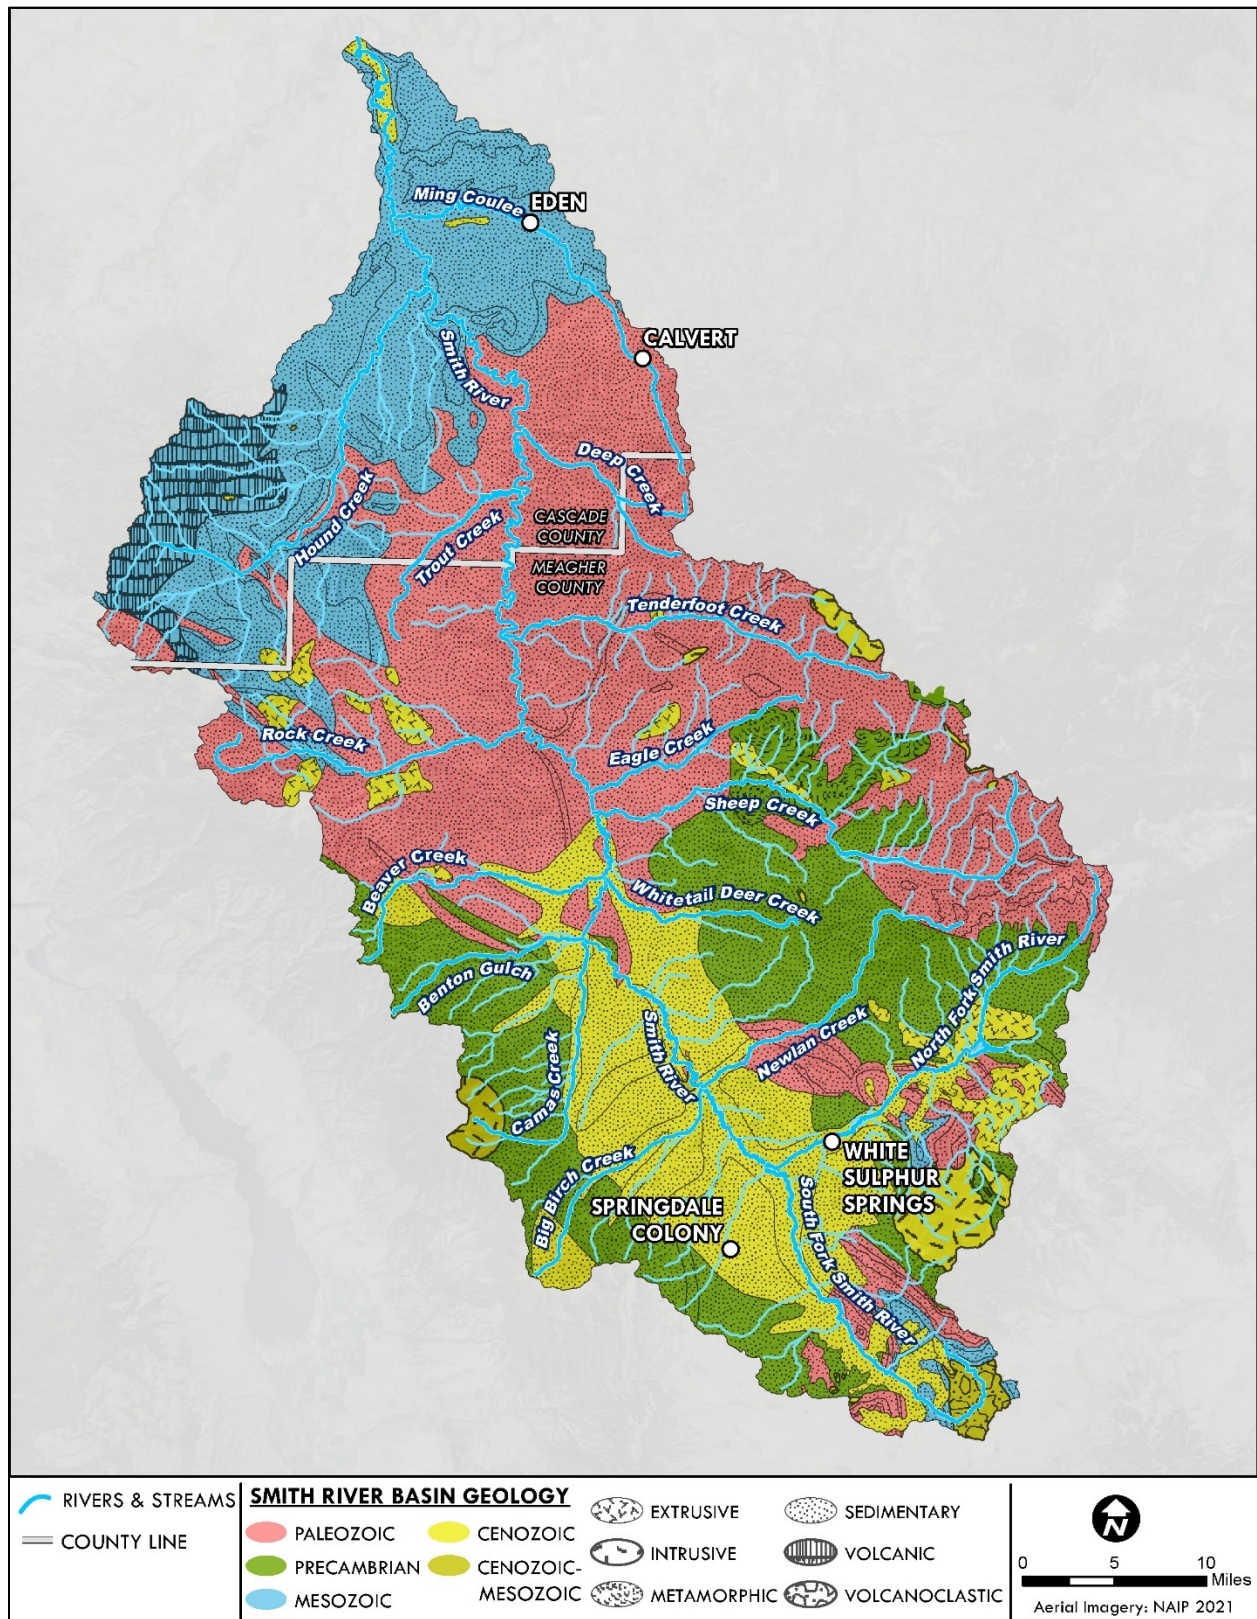 Ming Coulee
EDEN
CALVERT
Smith River
Deep Creek
Hound Creek
Trout Creek
CASCADE
COUNTY
MEAGHER
COUNTY
Tenderfoot Creek
Rock Creek
Eagle Creek
Sheep Creek
Beaver Creek
Whitetail Deer Creek
Benton Gulch
North Fork Smith River
Smith River
Newlan Creek
Camas Creek
Big Birch Creek
WHITE
SULPHUR
SPRINGS
SPRINGDALE
COLONY
South Fork Smith River
RIVERS & STREAMS
COUNTY LINE
SMITH RIVER BASIN GEOLOGY
PALEOZOIC
PRECAMBRIAN
MESOZOIC
CENOZOIC
CENOZOIC-
MESOZOIC
EXTRUSIVE
INTRUSIVE
METAMORPHIC
SEDIMENTARY
VOLCANIC
VOLCANOCLASTIC
N
0 5 10
Miles
Aerial Imagery: NAIP 2021